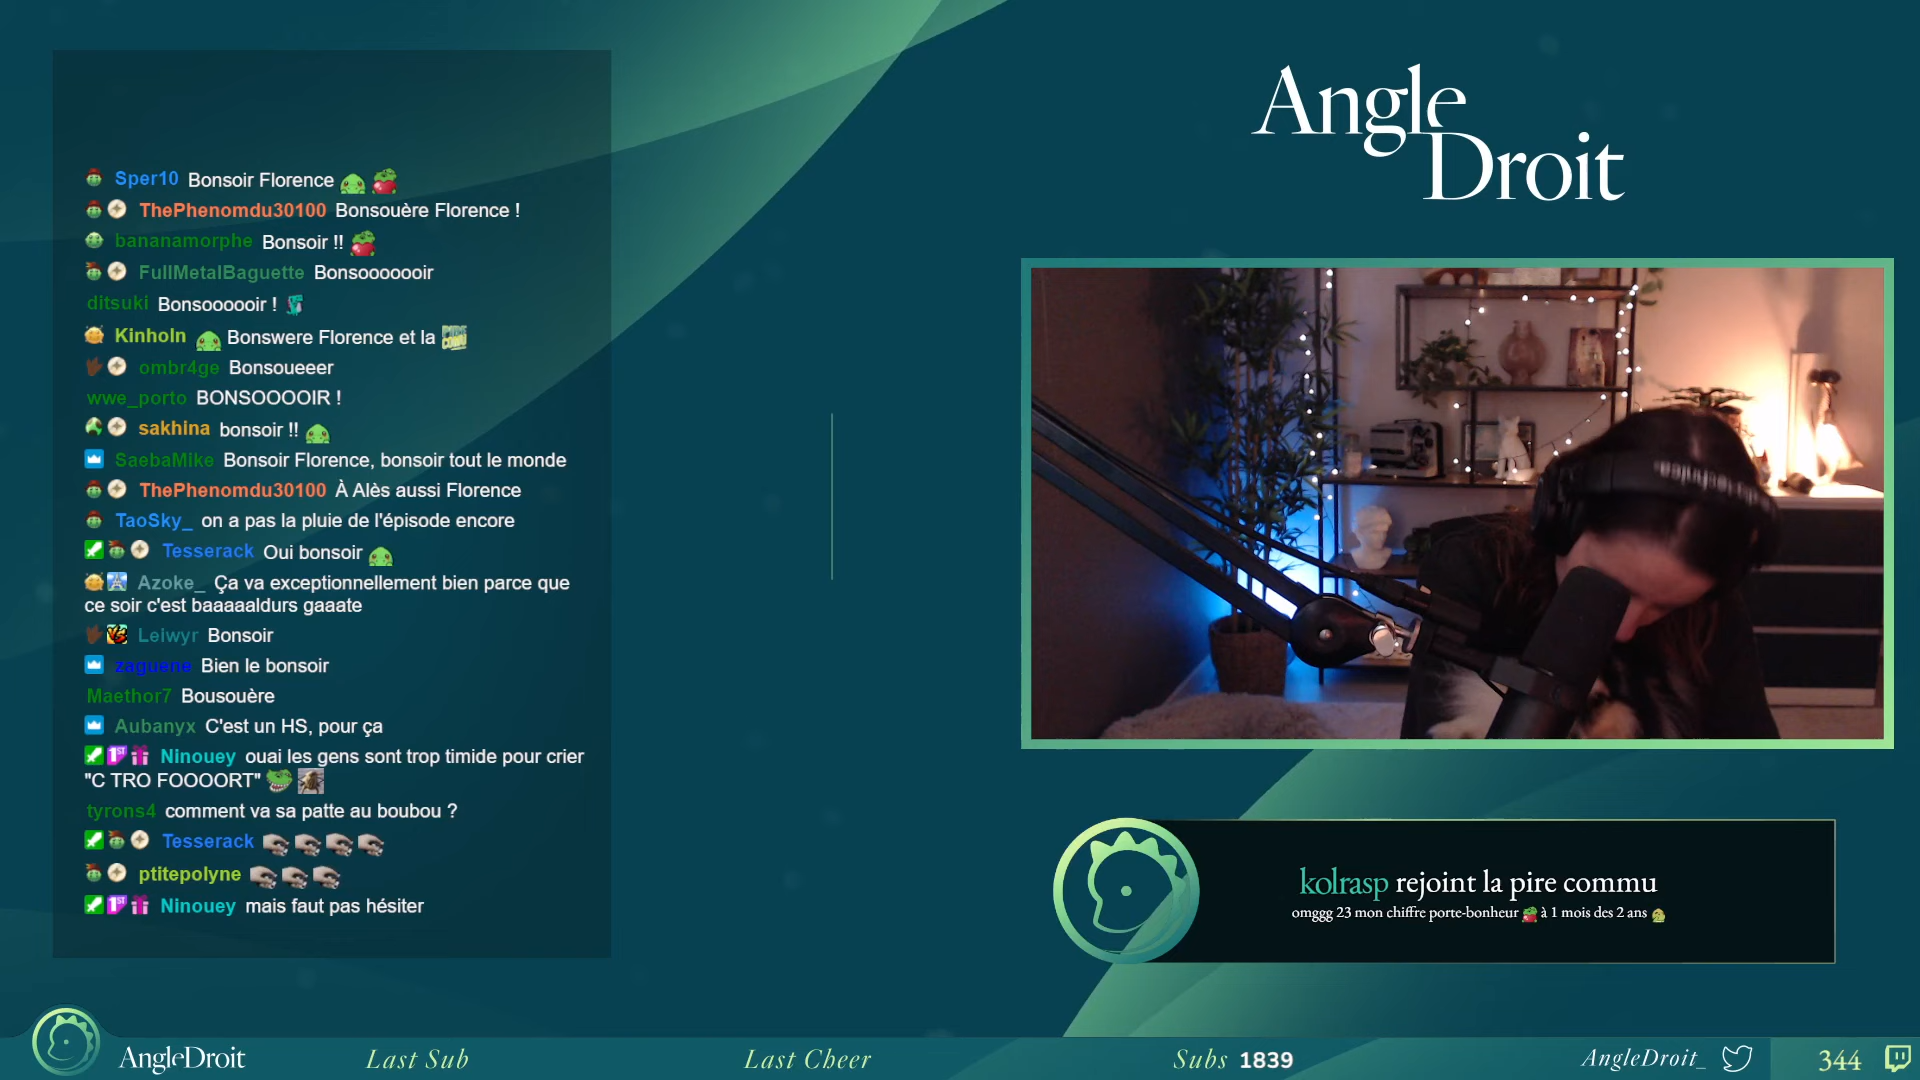 Angle
Droit
Sper10 Bonsoir Florence
ThePhenomdu30100 Bonsouère Florence !
bananamorphe Bonsoir !!
FullMetalBaguette Bonsooooooir
ditsuki Bonsoooooir !
Kinholn Bonswere Florence et la PIRE COMU
ombr4ge Bonsoueeer
wwe_porto BONSOOOOIR !
sakhina bonsoir !!
SaebaMike Bonsoir Florence, bonsoir tout le monde
ThePhenomdu30100 À Alès aussi Florence
TaoSky_ on a pas la pluie de l'épisode encore
Tesserack Oui bonsoir
Azoke_ Ça va exceptionnellement bien parce que
ce soir c'est baaaaaldurs gaaate
Leiwyr Bonsoir
zaguene Bien le bonsoir
Maethor7 Bousouère
Aubanyx C'est un HS, pour ça
1ST Ninouey ouai les gens sont trop timide pour crier
"C TRO FOOOORT"
tyrons4 comment va sa patte au boubou ?
Tesserack
ptitepolyne
1ST Ninouey mais faut pas hésiter
kolrasp rejoint la pire commu
omggg 23 mon chiffre porte-bonheur à 1 mois des 2 ans
AngleDroit
Last Sub
Last Cheer
Subs 1839
AngleDroit_
344